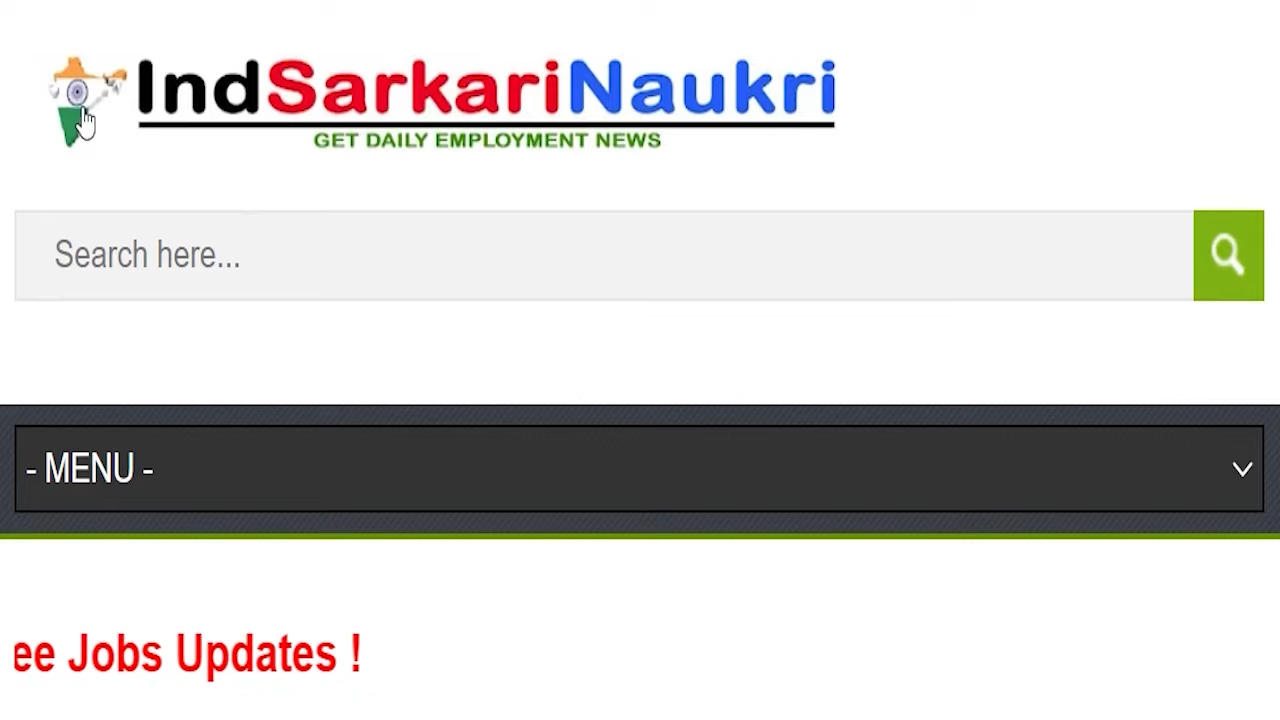 IndSarkariNaukri
GET DAILY EMPLOYMENT NEWS
Search here...
- MENU -
ee Jobs Updates !